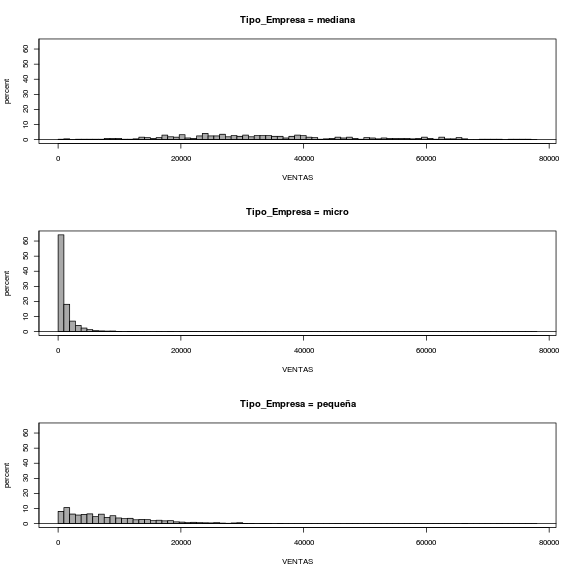 Tipo_Empresa = mediana
percent
0 10 20 30 40 50 60
0 20000 40000 60000 80000
VENTAS
Tipo_Empresa = micro
percent
0 10 20 30 40 50 60
0 20000 40000 60000 80000
VENTAS
Tipo_Empresa = pequeña
percent
0 10 20 30 40 50 60
0 20000 40000 60000 80000
VENTAS